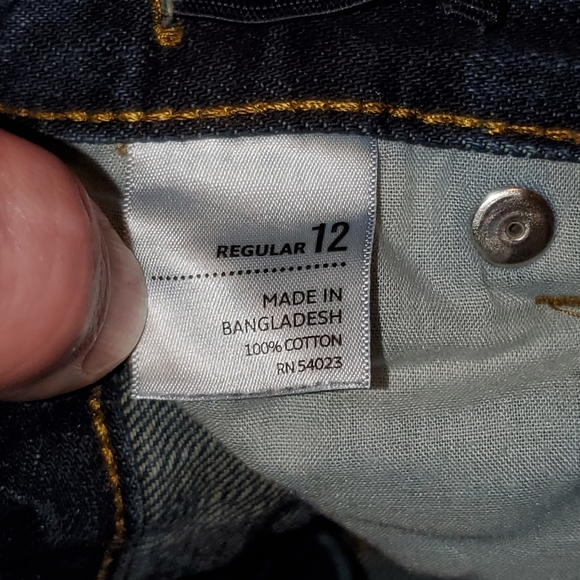 REGULAR 12
MADE IN
BANGLADESH
100% COTTON
RN 54023